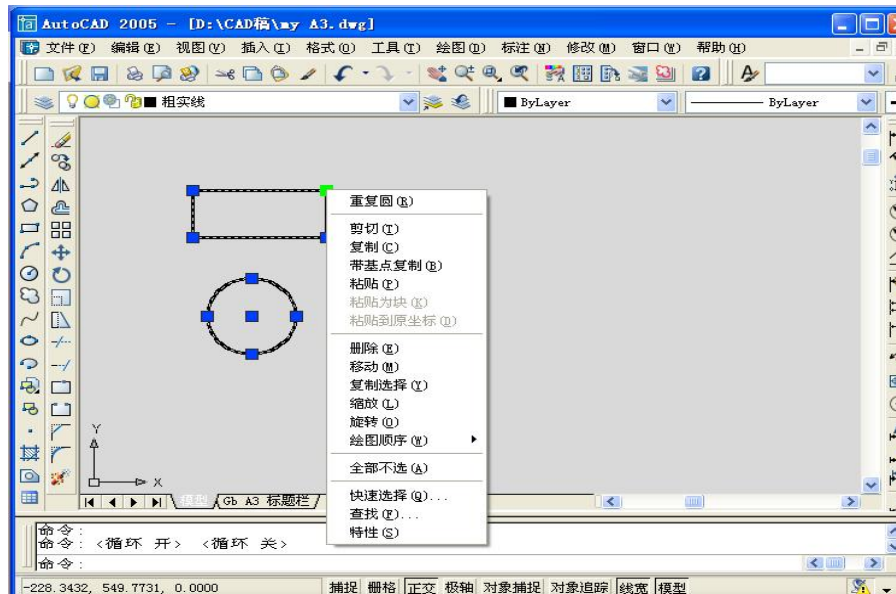 AutoCAD 2005 - [D:\CAD稿\my A3.dwg]
文件(F) 编辑(E) 视图(V) 插入(I) 格式(O) 工具(T) 绘图(D) 标注(N) 修改(M) 窗口(W) 帮助(H)
粗实线 ByLayer ByLayer
重复圆(R)
剪切(T)
复制(C)
带基点复制(B)
粘贴(P)
粘贴为块(K)
粘贴到原坐标(D)
删除(E)
移动(M)
复制选择(Y)
缩放(L)
旋转(O)
绘图顺序(W)
全部不选(A)
快速选择(Q)...
查找(F)...
特性(S)
Y
X
模型 Gb A3 标题栏
命令:
命令: <循环 开> <循环 关>
命令:
-228.3432, 549.7731, 0.0000 捕捉 栅格 正交 极轴 对象捕捉 对象追踪 线宽 模型